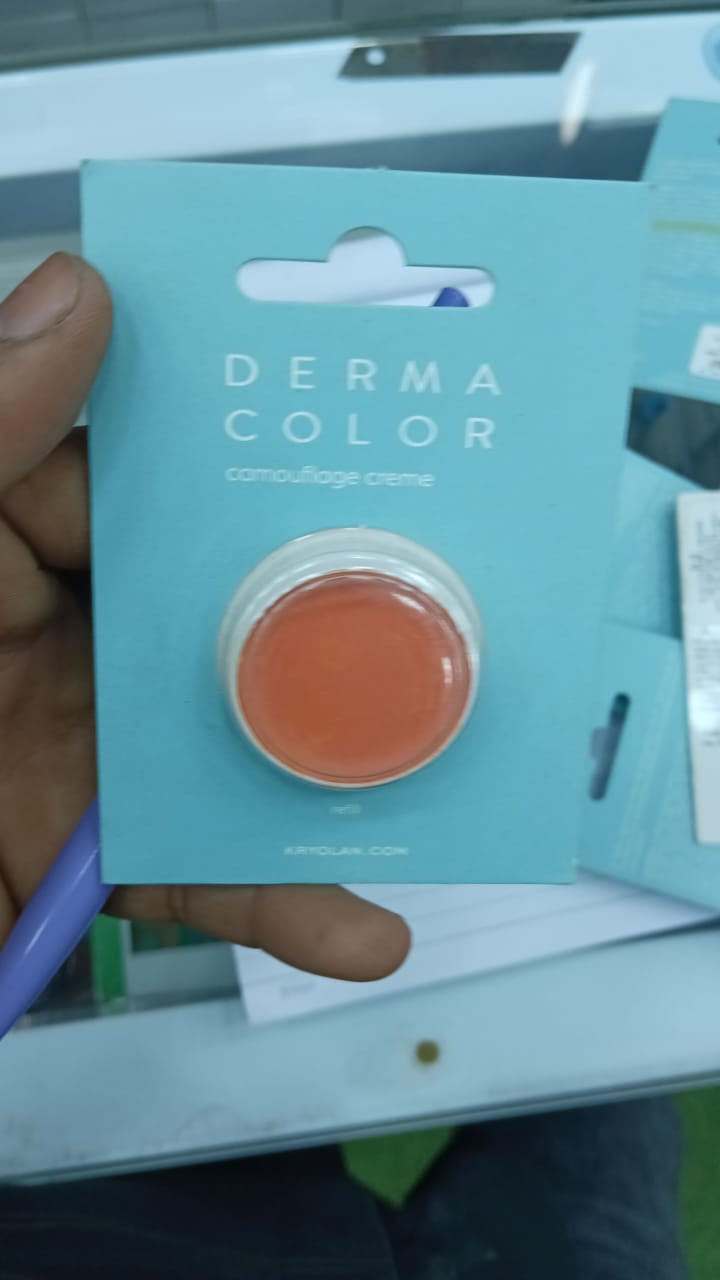 DERMA
COLOR
camouflage creme
refill
KRYOLAN.COM